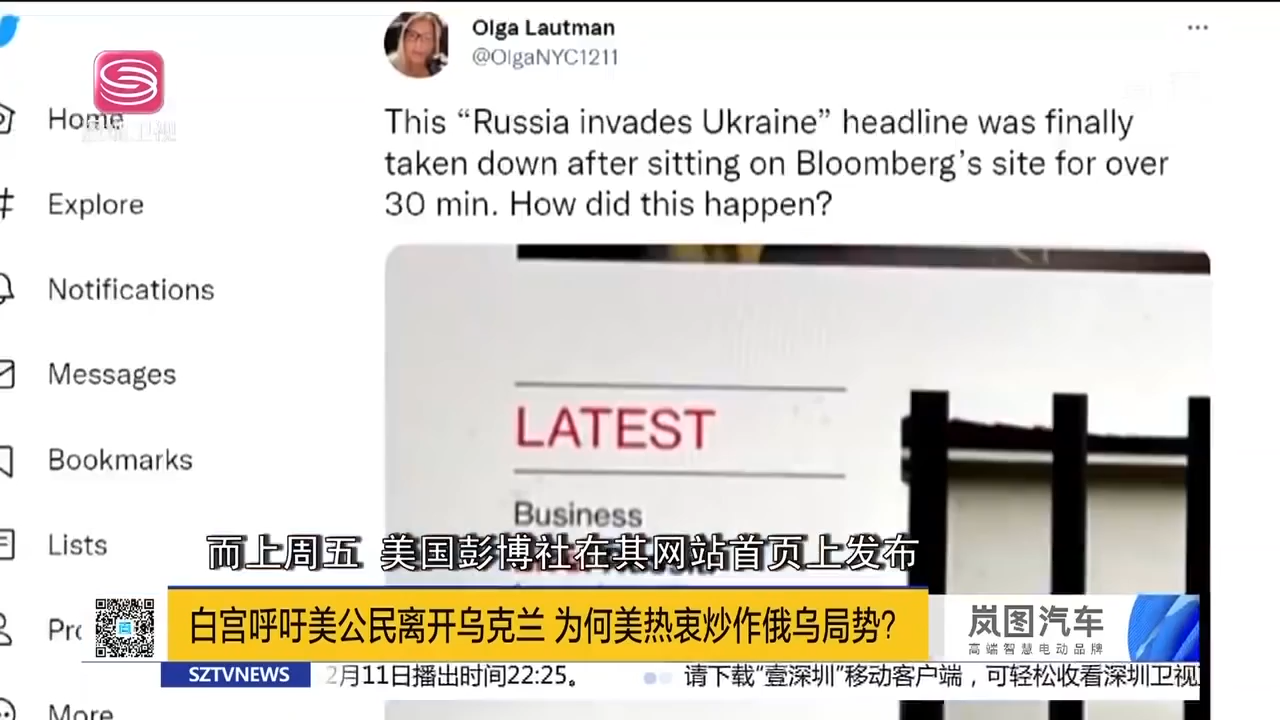 Olga Lautman
@OlgaNYC1211
Home
Explore
Notifications
Messages
Bookmarks
Lists
More
This “Russia invades Ukraine” headline was finally
taken down after sitting on Bloomberg’s site for over
30 min. How did this happen?
LATEST
Business
而上周五 美国彭博社在其网站首页上发布
白宫呼吁美公民离开乌克兰 为何美热衷炒作俄乌局势?
岚图汽车
高端智慧电动品牌
SZTVNEWS
2月11日播出时间22:25。 请下载“壹深圳”移动客户端，可轻松收看深圳卫视